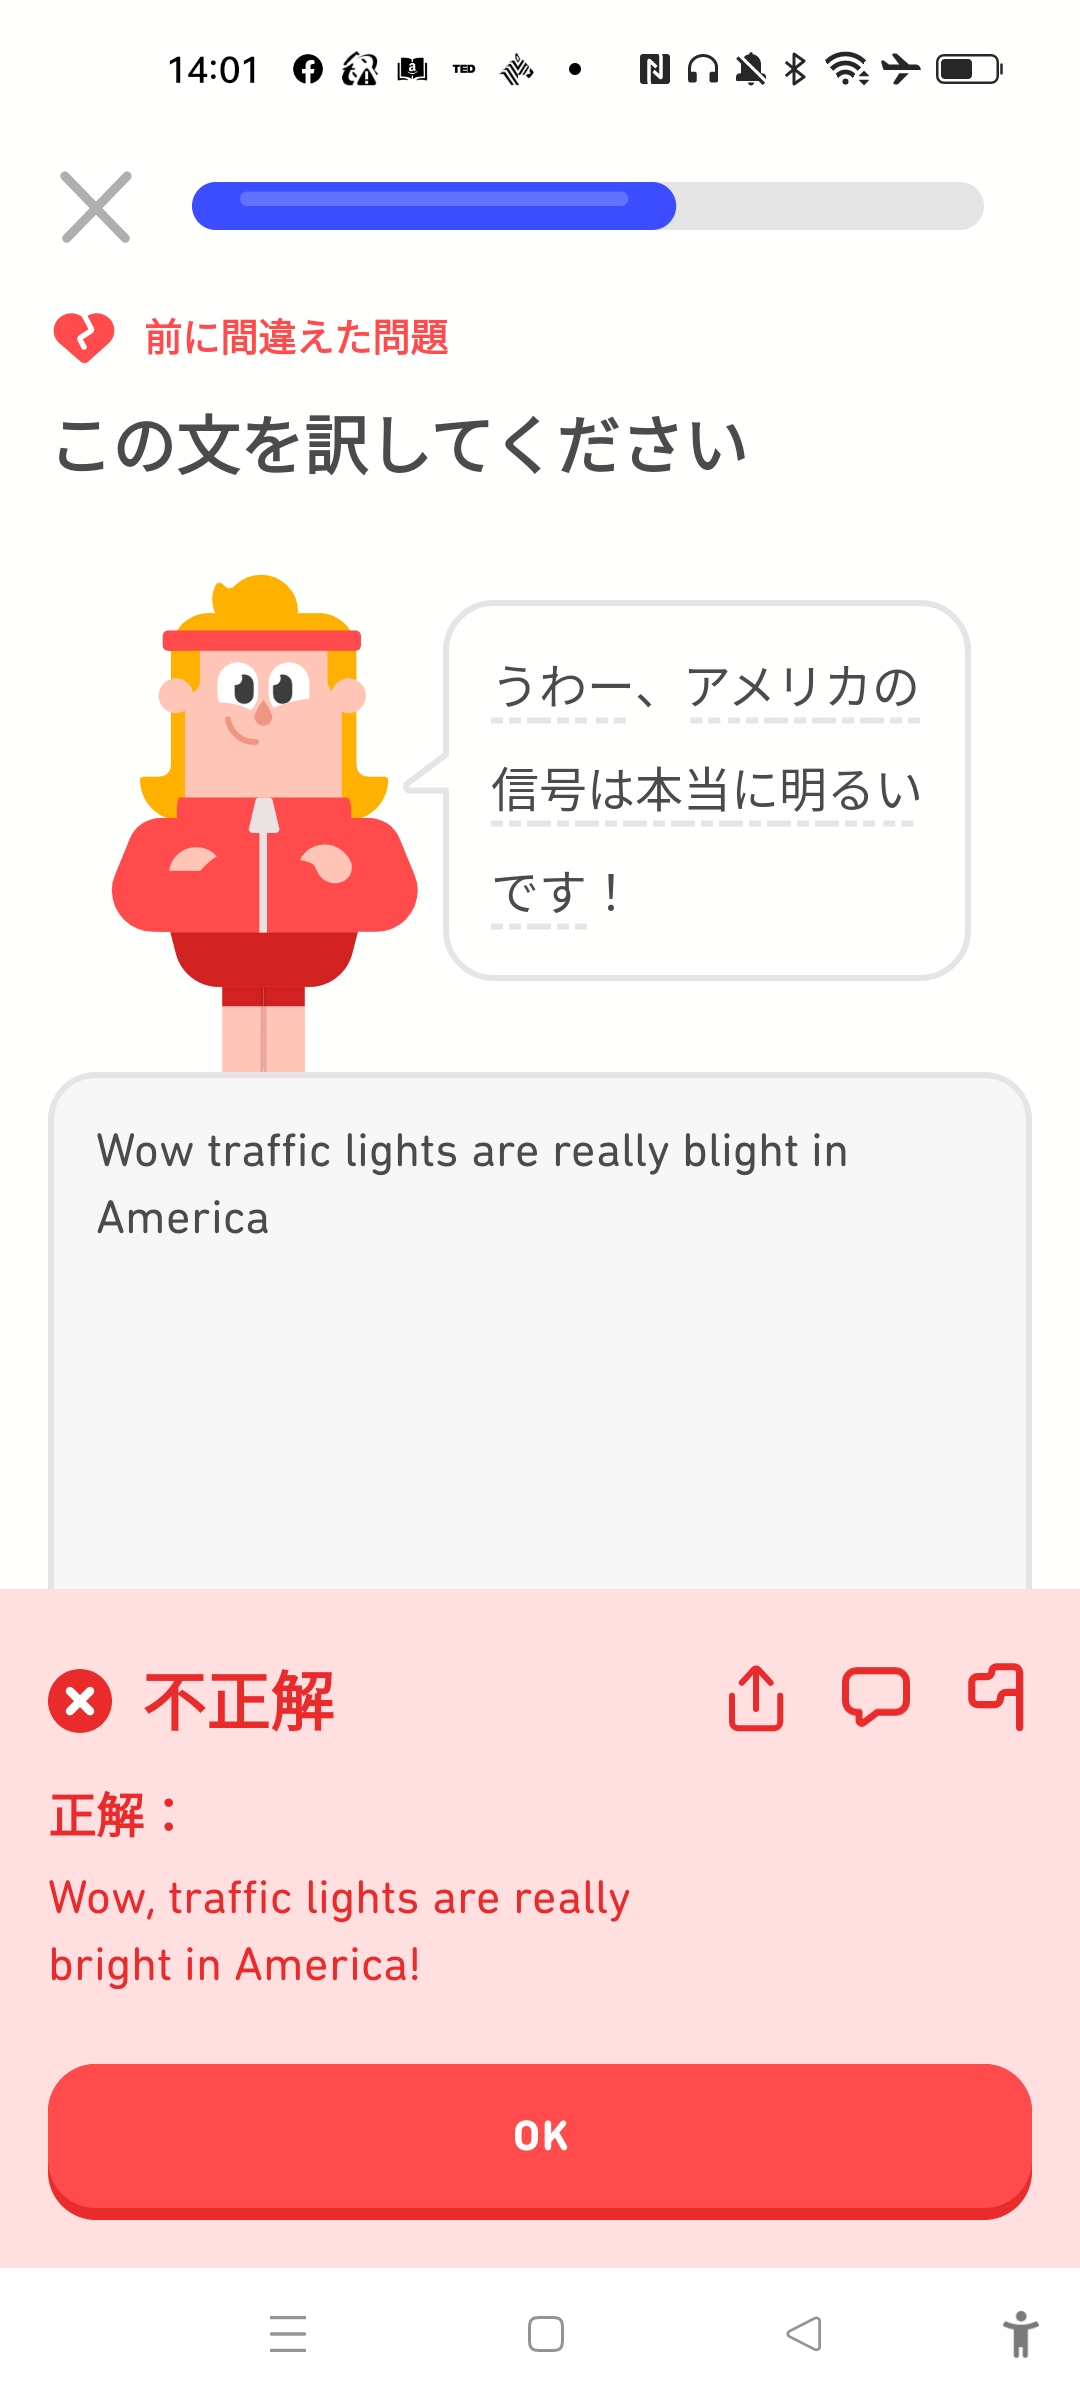 14:01 TED
前に間違えた問題
この文を訳してください
うわー、アメリカの
信号は本当に明るい
です！
Wow traffic lights are really blight in
America
不正解
正解：
Wow, traffic lights are really
bright in America!
OK